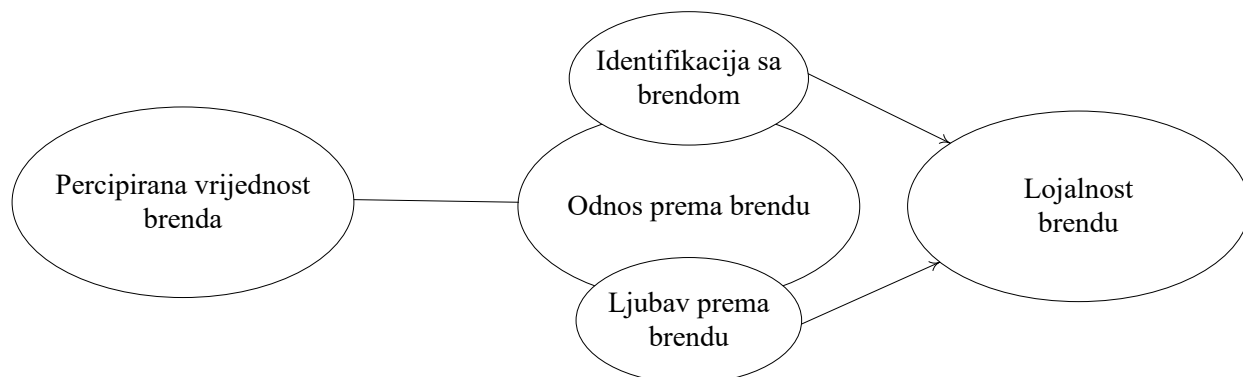 Percipirana vrijednost
brenda
Identifikacija sa
brendom
Odnos prema brendu
Ljubav prema
brendu
Lojalnost
brendu